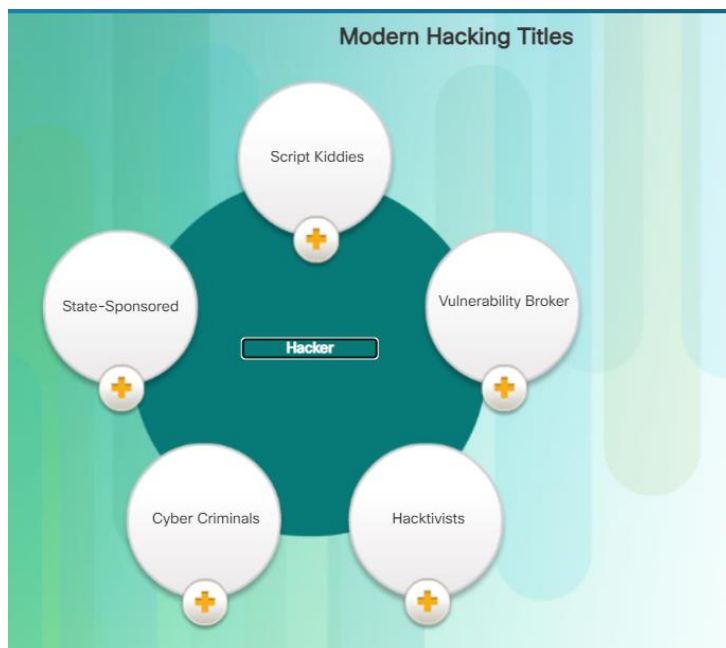 Modern Hacking Titles
Script Kiddies
State-Sponsored
Vulnerability Broker
Hacker
Cyber Criminals
Hacktivists